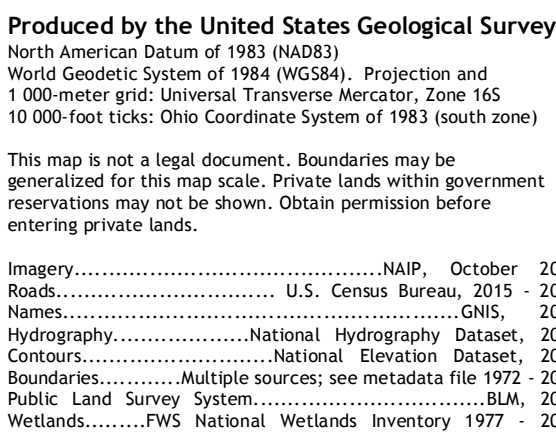 Produced by the United States Geological Survey
North American Datum of 1983 (NAD83)
World Geodetic System of 1984 (WGS84). Projection and
1 000-meter grid: Universal Transverse Mercator, Zone 16S
10 000-foot ticks: Ohio Coordinate System of 1983 (south zone)
This map is not a legal document. Boundaries may be
generalized for this map scale. Private lands within government
reservations may not be shown. Obtain permission before
entering private lands.
Imagery..........................................NAIP, October 20
Roads.............................. U.S. Census Bureau, 2015 - 20
Names....................................................GNIS, 20
Hydrography...................National Hydrography Dataset, 20
Contours.........................National Elevation Dataset, 20
Boundaries...........Multiple sources; see metadata file 1972 - 20
Public Land Survey System.................................BLM, 20
Wetlands.........FWS National Wetlands Inventory 1977 - 20